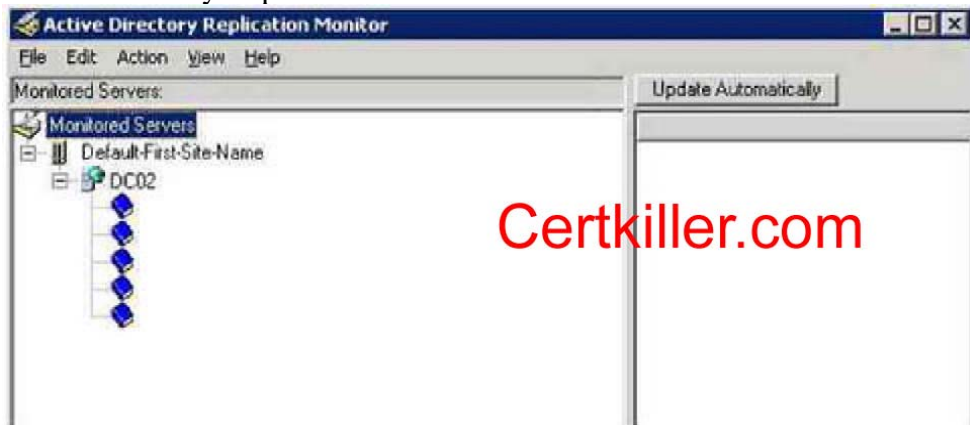 Active Directory Replication Monitor
File Edit Action View Help
Monitored Servers:
Update Automatically
Monitored Servers
Default-First-Site-Name
DC02
Certkiller.com